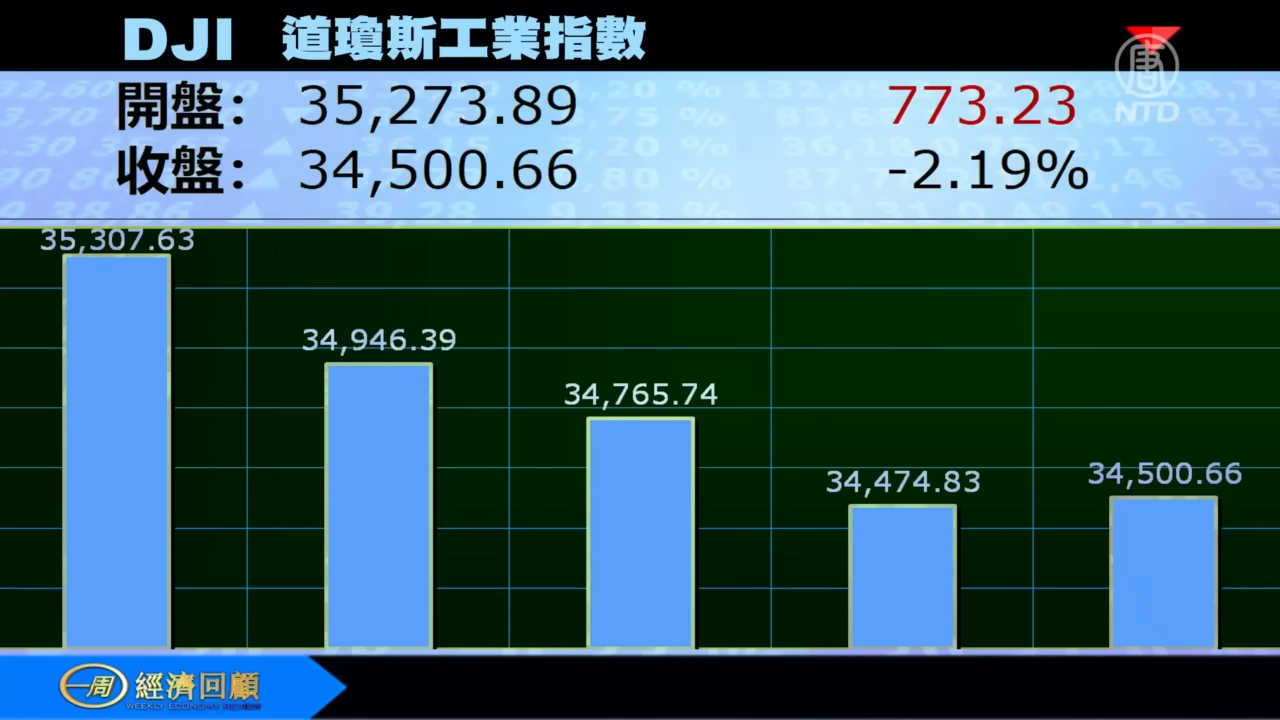 DJI 道瓊斯工業指數
開盤: 35,273.89 773.23
收盤: 34,500.66 -2.19%
唐
NTD
35,307.63
34,946.39
34,765.74
34,474.83
34,500.66
一周 經濟回顧
WEEKLY ECONOMY REVIEW